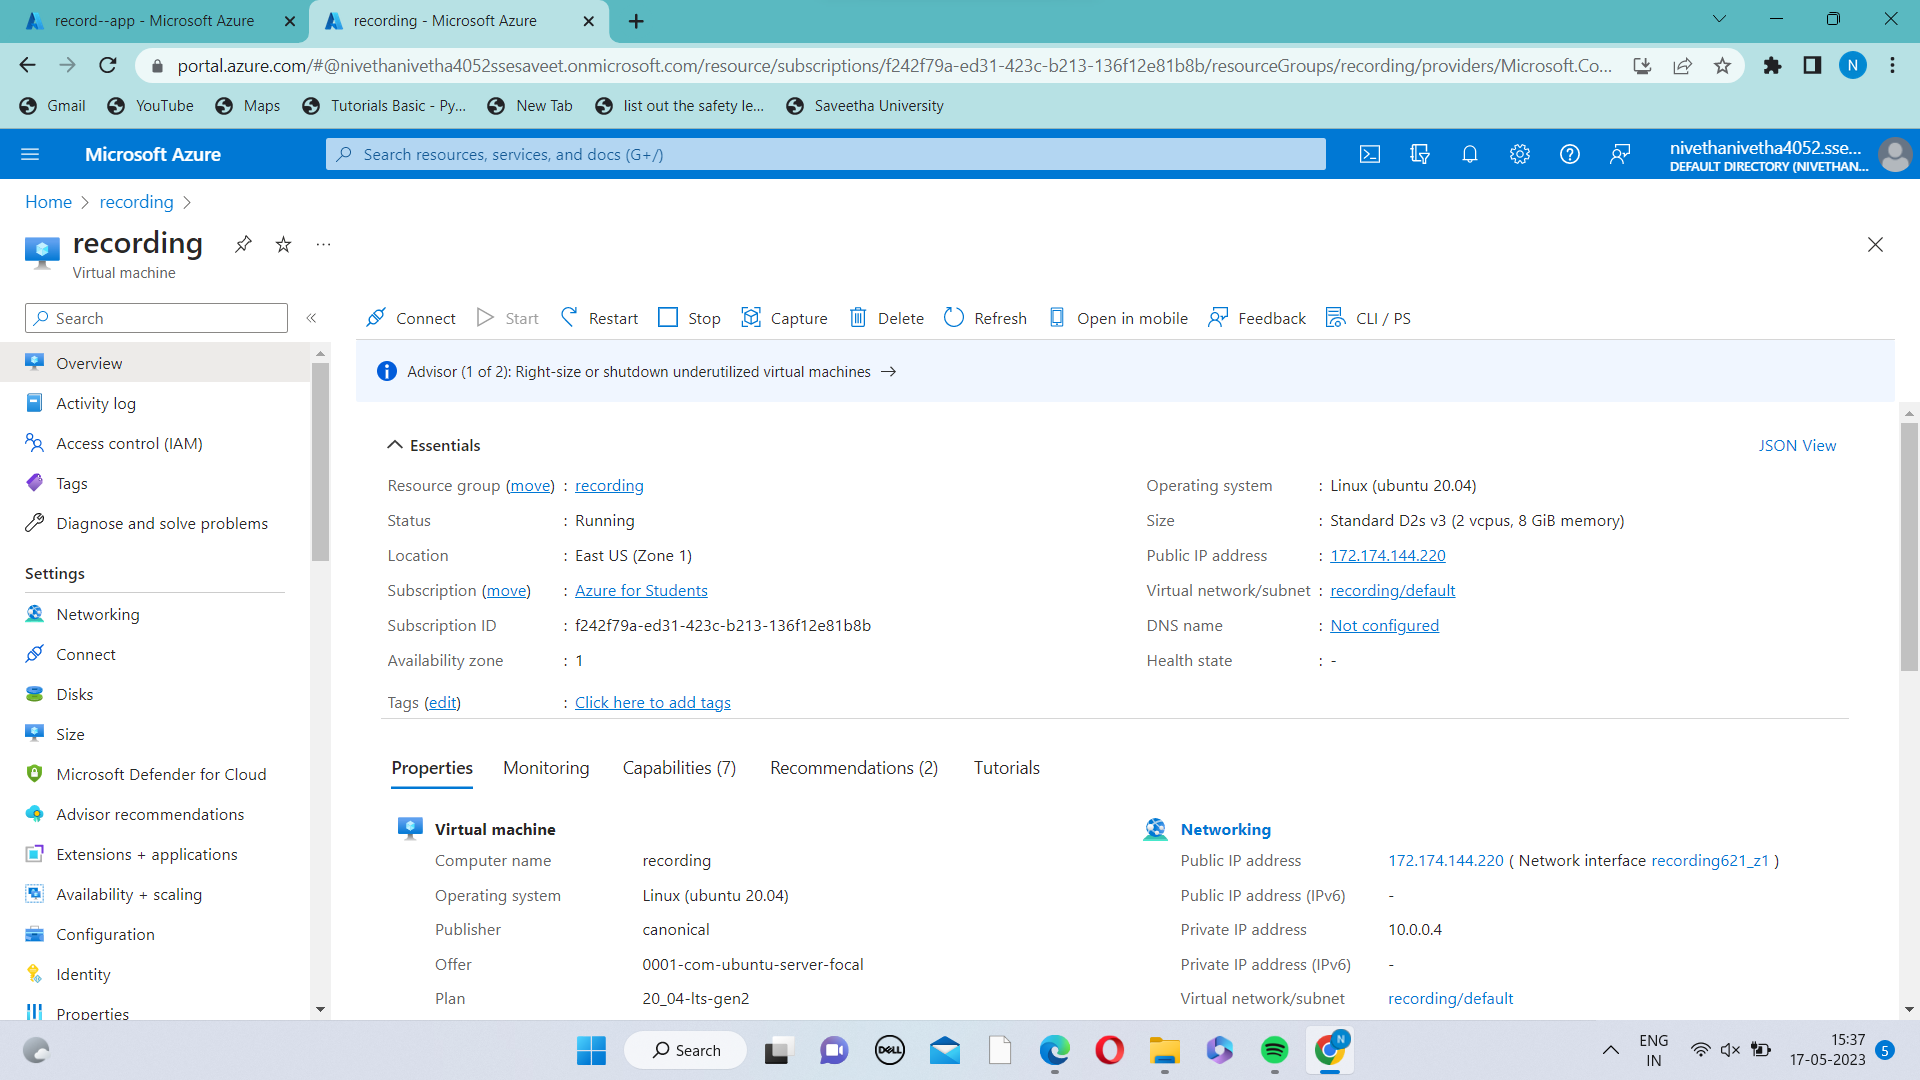 record--app - Microsoft Azure
recording - Microsoft Azure
portal.azure.com/#@nivethanivetha4052ssesaveet.onmicrosoft.com/resource/subscriptions/f242f79a-ed31-423c-b213-136f12e81b8b/resourceGroups/recording/providers/Microsoft.Co...
N
Gmail
YouTube
Maps
Tutorials Basic - Py...
New Tab
list out the safety le...
Saveetha University
Microsoft Azure
Search resources, services, and docs (G+/)
nivethanivetha4052.sse...
DEFAULT DIRECTORY (NIVETHAN...
Home > recording >
recording
Virtual machine
Search
Connect
Start
Restart
Stop
Capture
Delete
Refresh
Open in mobile
Feedback
CLI / PS
Overview
Activity log
Access control (IAM)
Tags
Diagnose and solve problems
Settings
Networking
Connect
Disks
Size
Microsoft Defender for Cloud
Advisor recommendations
Extensions + applications
Availability + scaling
Configuration
Identity
Properties
Advisor (1 of 2): Right-size or shutdown underutilized virtual machines →
Essentials
JSON View
Resource group (move) : recording
Status : Running
Location : East US (Zone 1)
Subscription (move) : Azure for Students
Subscription ID : f242f79a-ed31-423c-b213-136f12e81b8b
Availability zone : 1
Tags (edit) : Click here to add tags
Operating system : Linux (ubuntu 20.04)
Size : Standard D2s v3 (2 vcpus, 8 GiB memory)
Public IP address : 172.174.144.220
Virtual network/subnet : recording/default
DNS name : Not configured
Health state : -
Properties
Monitoring
Capabilities (7)
Recommendations (2)
Tutorials
Virtual machine
Computer name recording
Operating system Linux (ubuntu 20.04)
Publisher canonical
Offer 0001-com-ubuntu-server-focal
Plan 20_04-lts-gen2
Networking
Public IP address 172.174.144.220 ( Network interface recording621_z1 )
Public IP address (IPv6) -
Private IP address 10.0.0.4
Private IP address (IPv6) -
Virtual network/subnet recording/default
Search
DELL
N
ENG
IN
15:37
17-05-2023
5